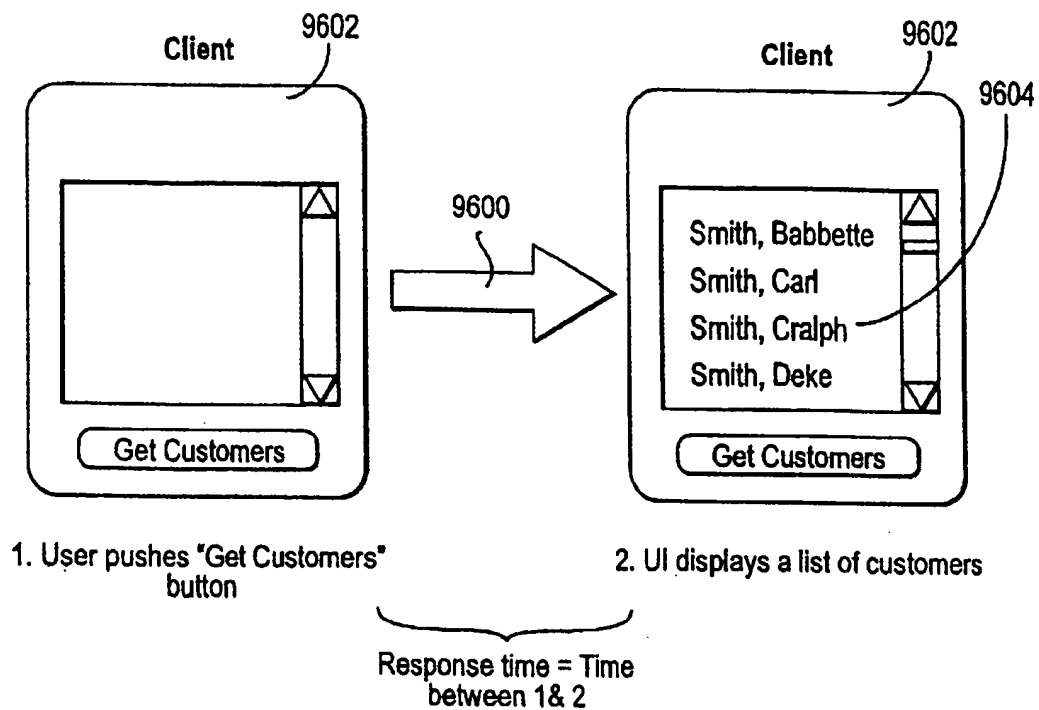 9602
Client
9602
Client
9604
9600
Smith, Babbette
Smith, Carl
Smith, Cralph
Smith, Deke
Get Customers
Get Customers
1. User pushes "Get Customers"
button
2. UI displays a list of customers
Response time = Time
between 1& 2